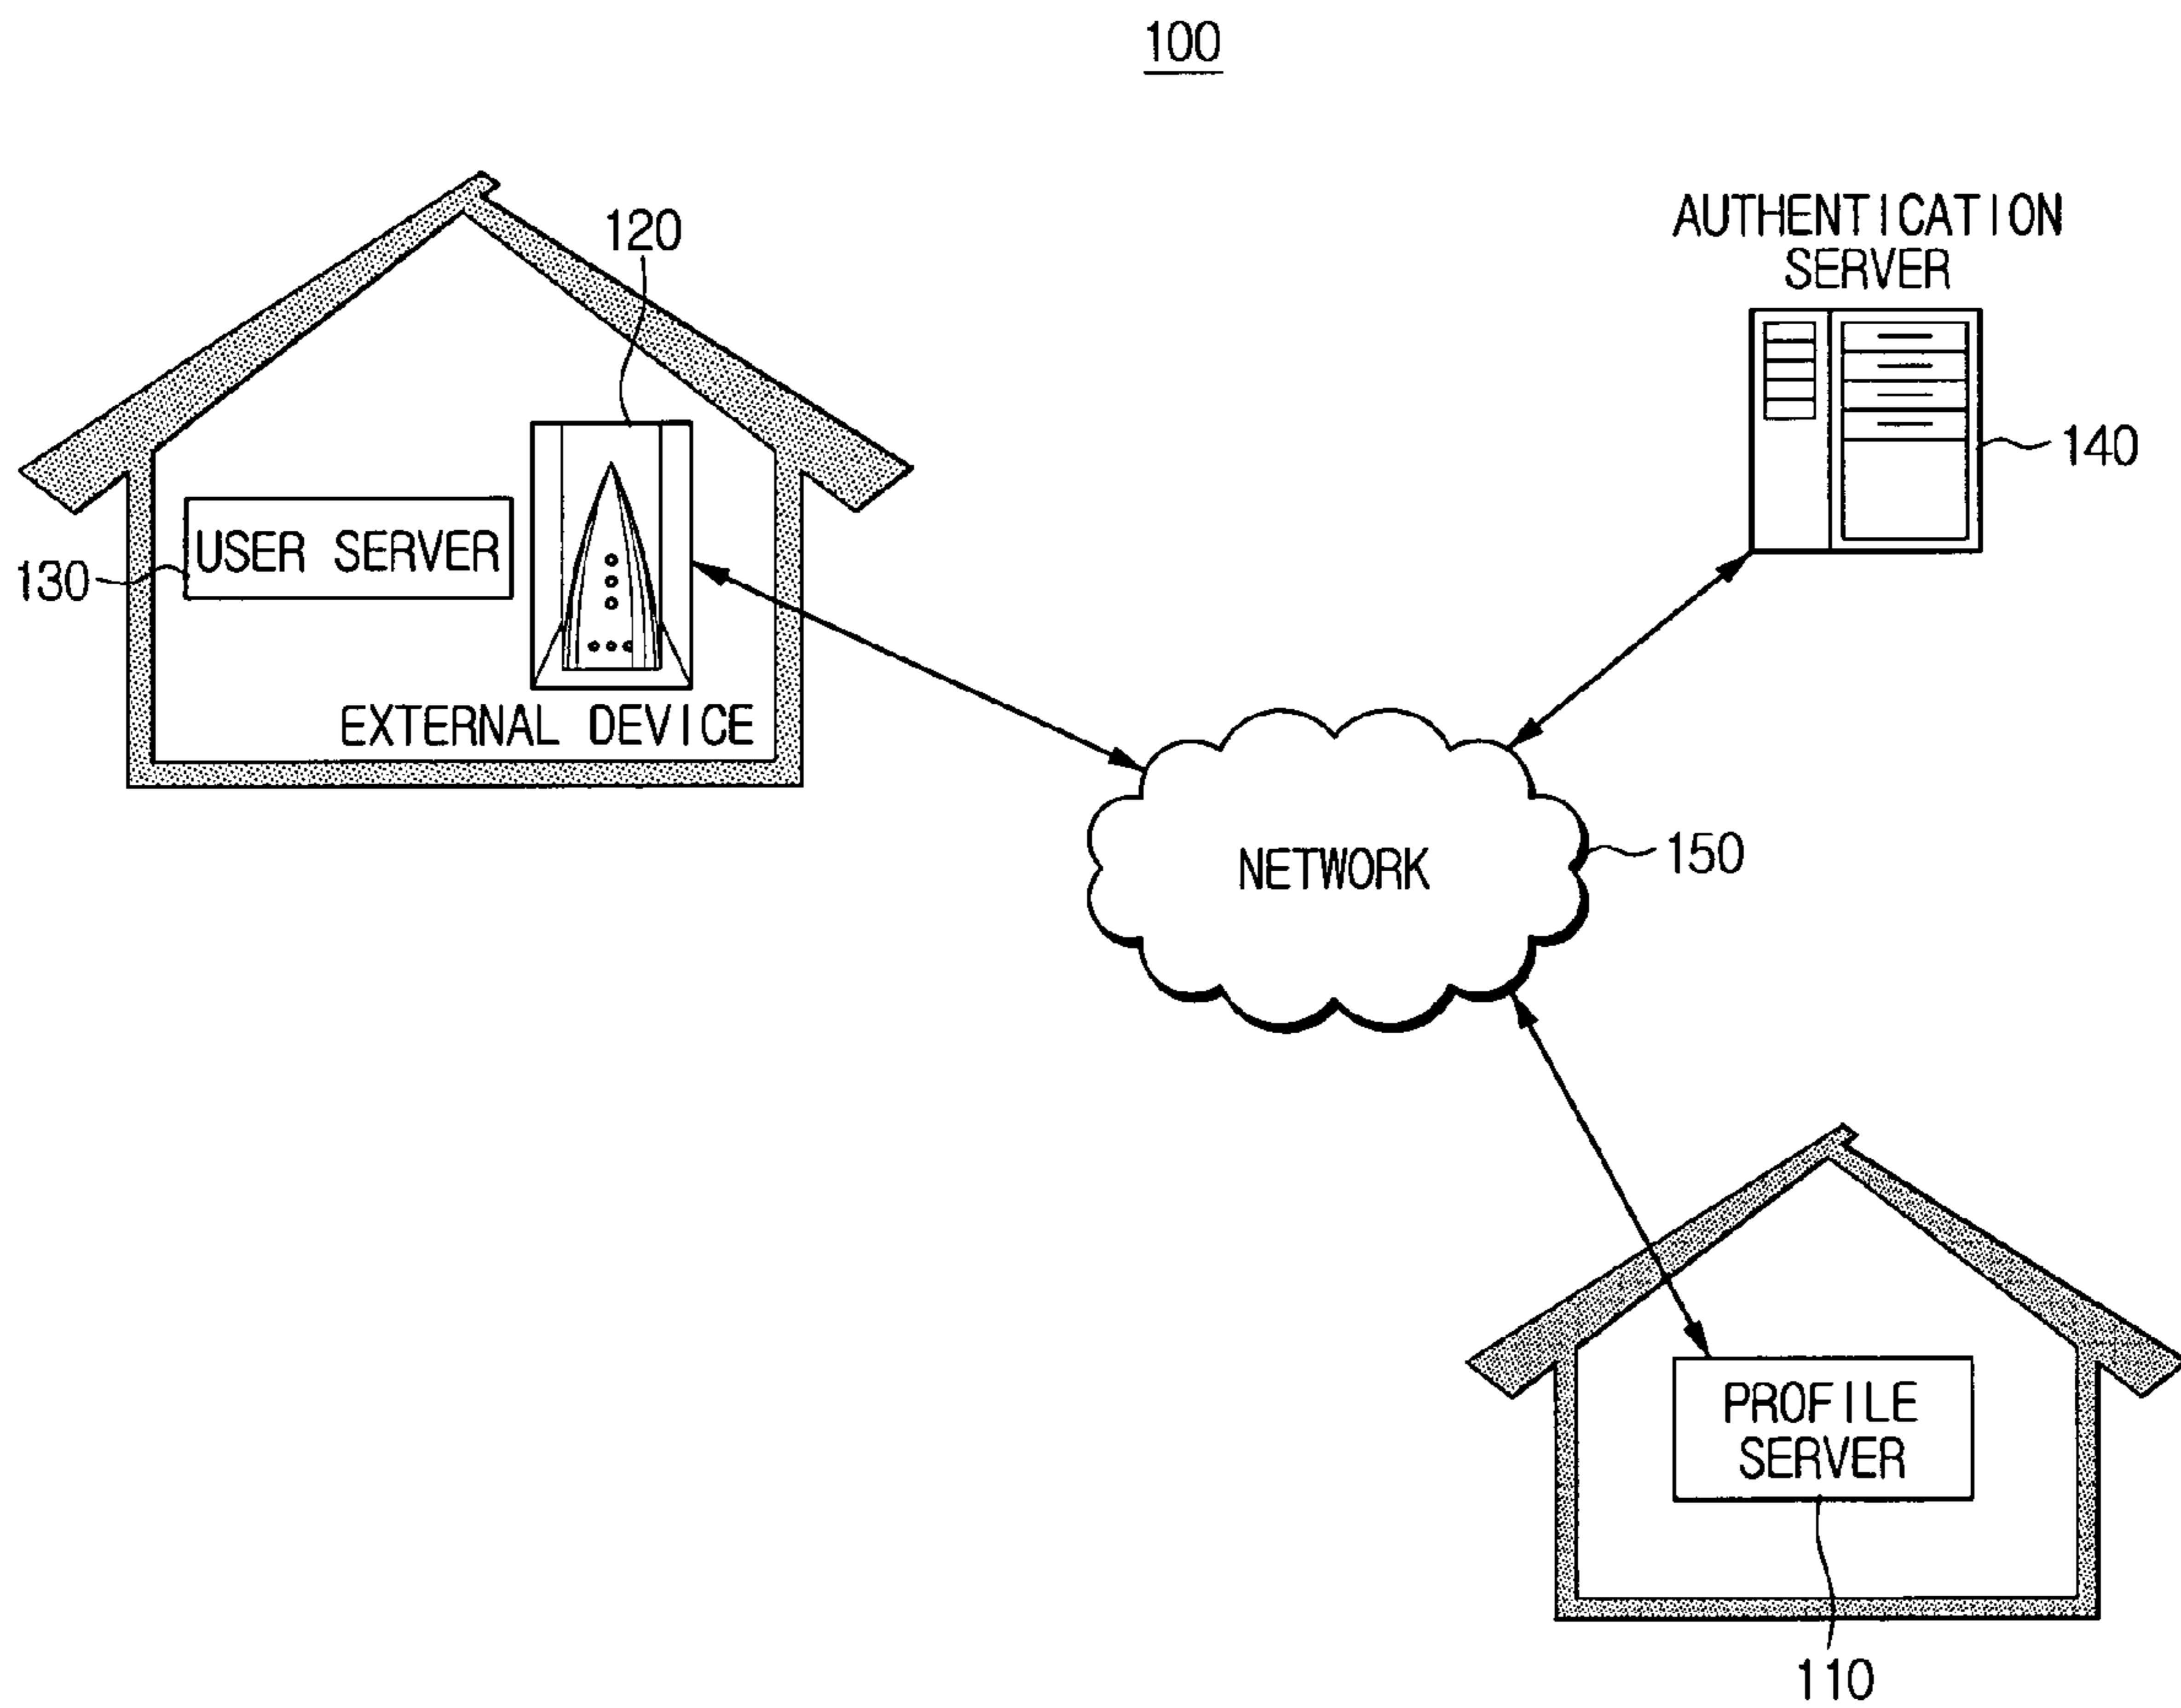 100
120
AUTHENTICATION
SERVER
140
USER SERVER
130
EXTERNAL DEVICE
NETWORK
150
PROFILE
SERVER
110